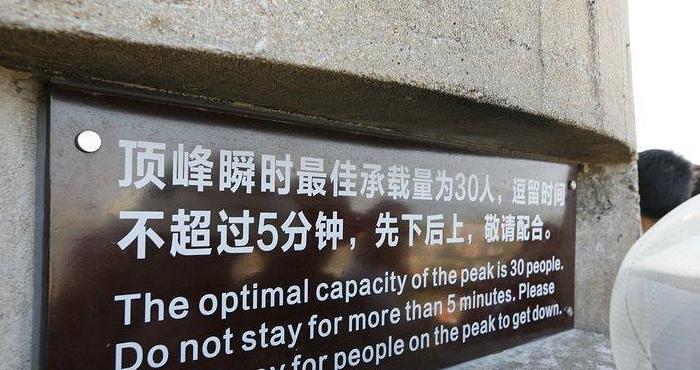 顶峰瞬时最佳承载量为30人，逗留时间
不超过5分钟，先下后上，敬请配合。
The optimal capacity of the peak is 30 people.
Do not stay for more than 5 minutes. Please
for people on the peak to get down.